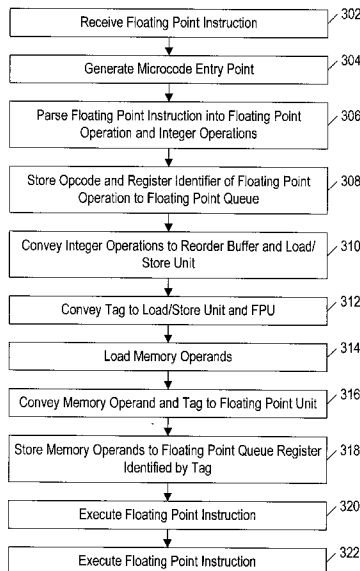 Receive Floating Point Instruction
302
Generate Microcode Entry Point
304
Parse Floating Point Instruction into Floating Point
Operation and Integer Operations
306
Store Opcode and Register Identifier of Floating Point
Operation to Floating Point Queue
308
Convey Integer Operations to Reorder Buffer and Load/
Store Unit
310
Convey Tag to Load/Store Unit and FPU
312
Load Memory Operands
314
Convey Memory Operand and Tag to Floating Point Unit
316
Store Memory Operands to Floating Point Queue Register
Identified by Tag
318
Execute Floating Point Instruction
320
Execute Floating Point Instruction
322